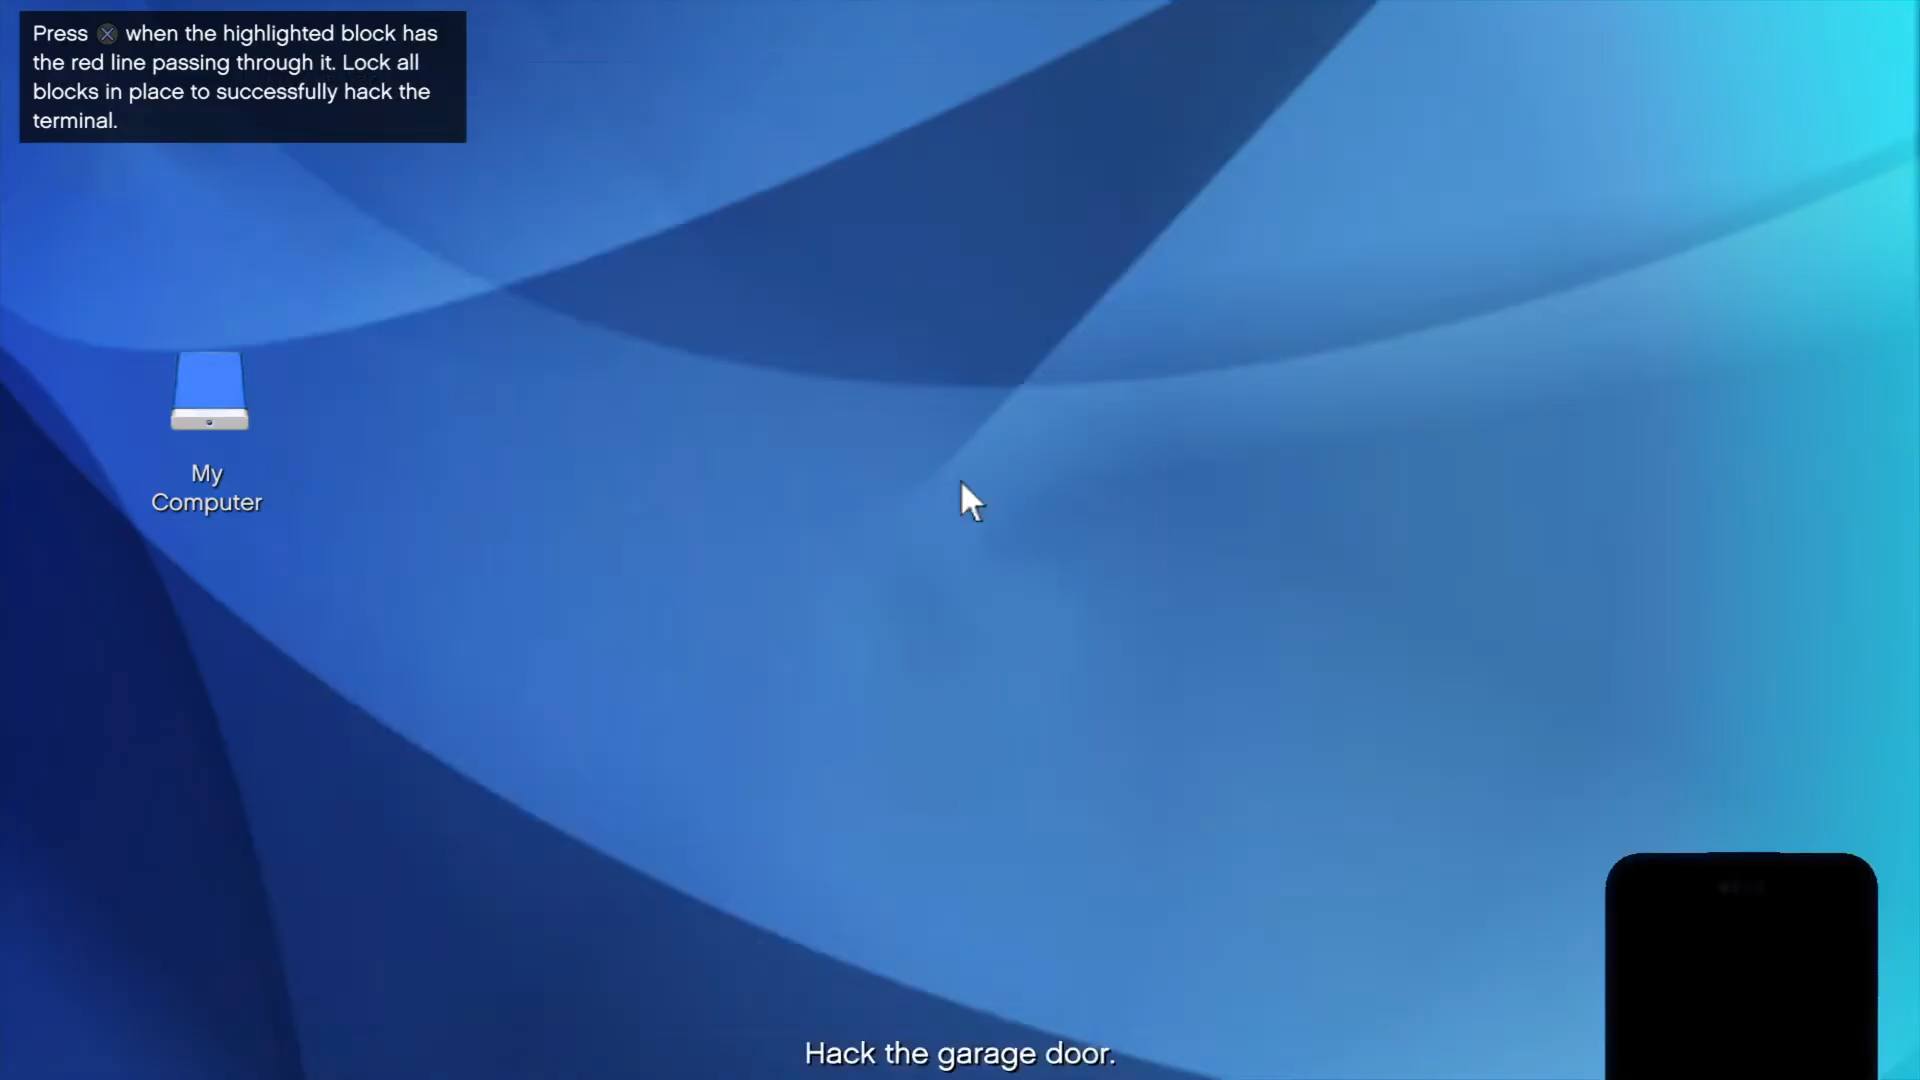 Press ⊗ when the highlighted block has
the red line passing through it. Lock all
blocks in place to successfully hack the
terminal.
My
Computer
Hack the garage door.